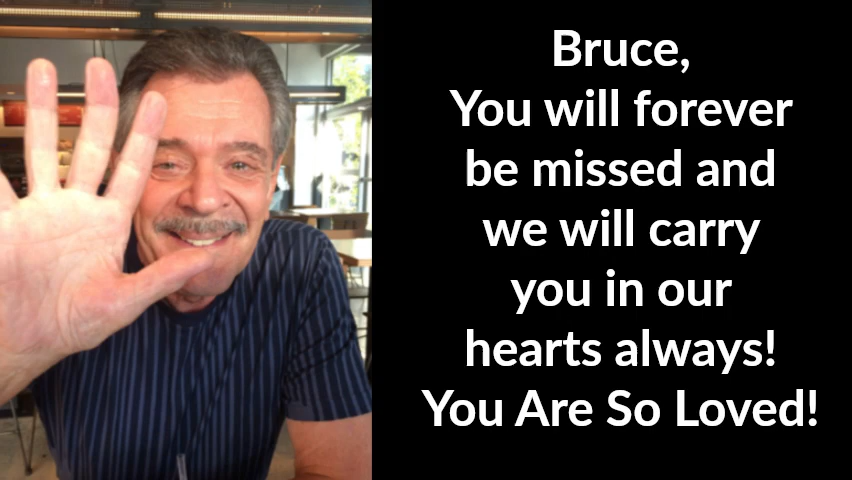 Bruce,
You will forever
be missed and
we will carry
you in our
hearts always!
You Are So Loved!